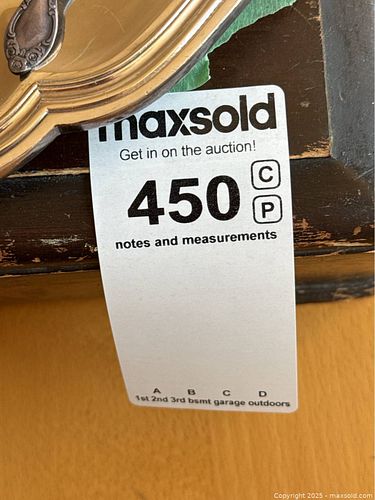 maxsold
Get in on the auction!
450
C
P
notes and measurements
A B C D
1st 2nd 3rd bsmt garage outdoors
Copyright © 2025 - maxsold.com